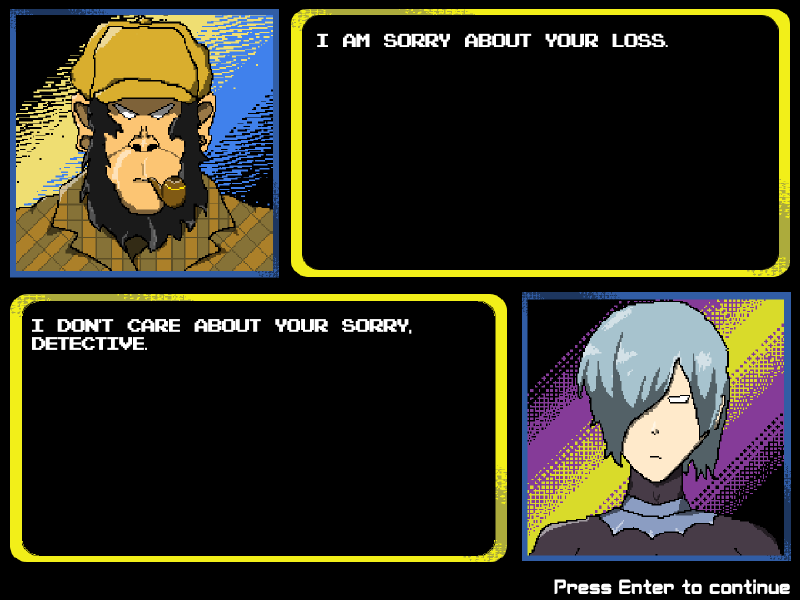 I AM SORRY ABOUT YOUR LOSS.
I DON'T CARE ABOUT YOUR SORRY,
DETECTIVE.
Press Enter to continue